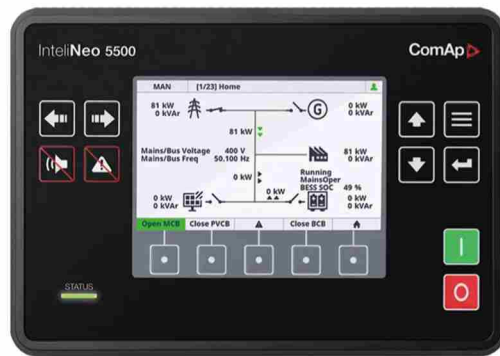 InteliNeo 5500
ComAp
MAN [1/23] Home
81 kW
0 kVAr
G
0 kW
0 kVAr
81 kW
Mains/Bus Voltage 400 V
Mains/Bus Freq 50.100 Hz
81 kW
0 kVAr
0 kW
Running
MainsOper
BESS SOC 49 %
0 kW
0 kVAr
0 kW
0 kW
0 kVAr
Open MCB Close PVCB Close BCB
STATUS